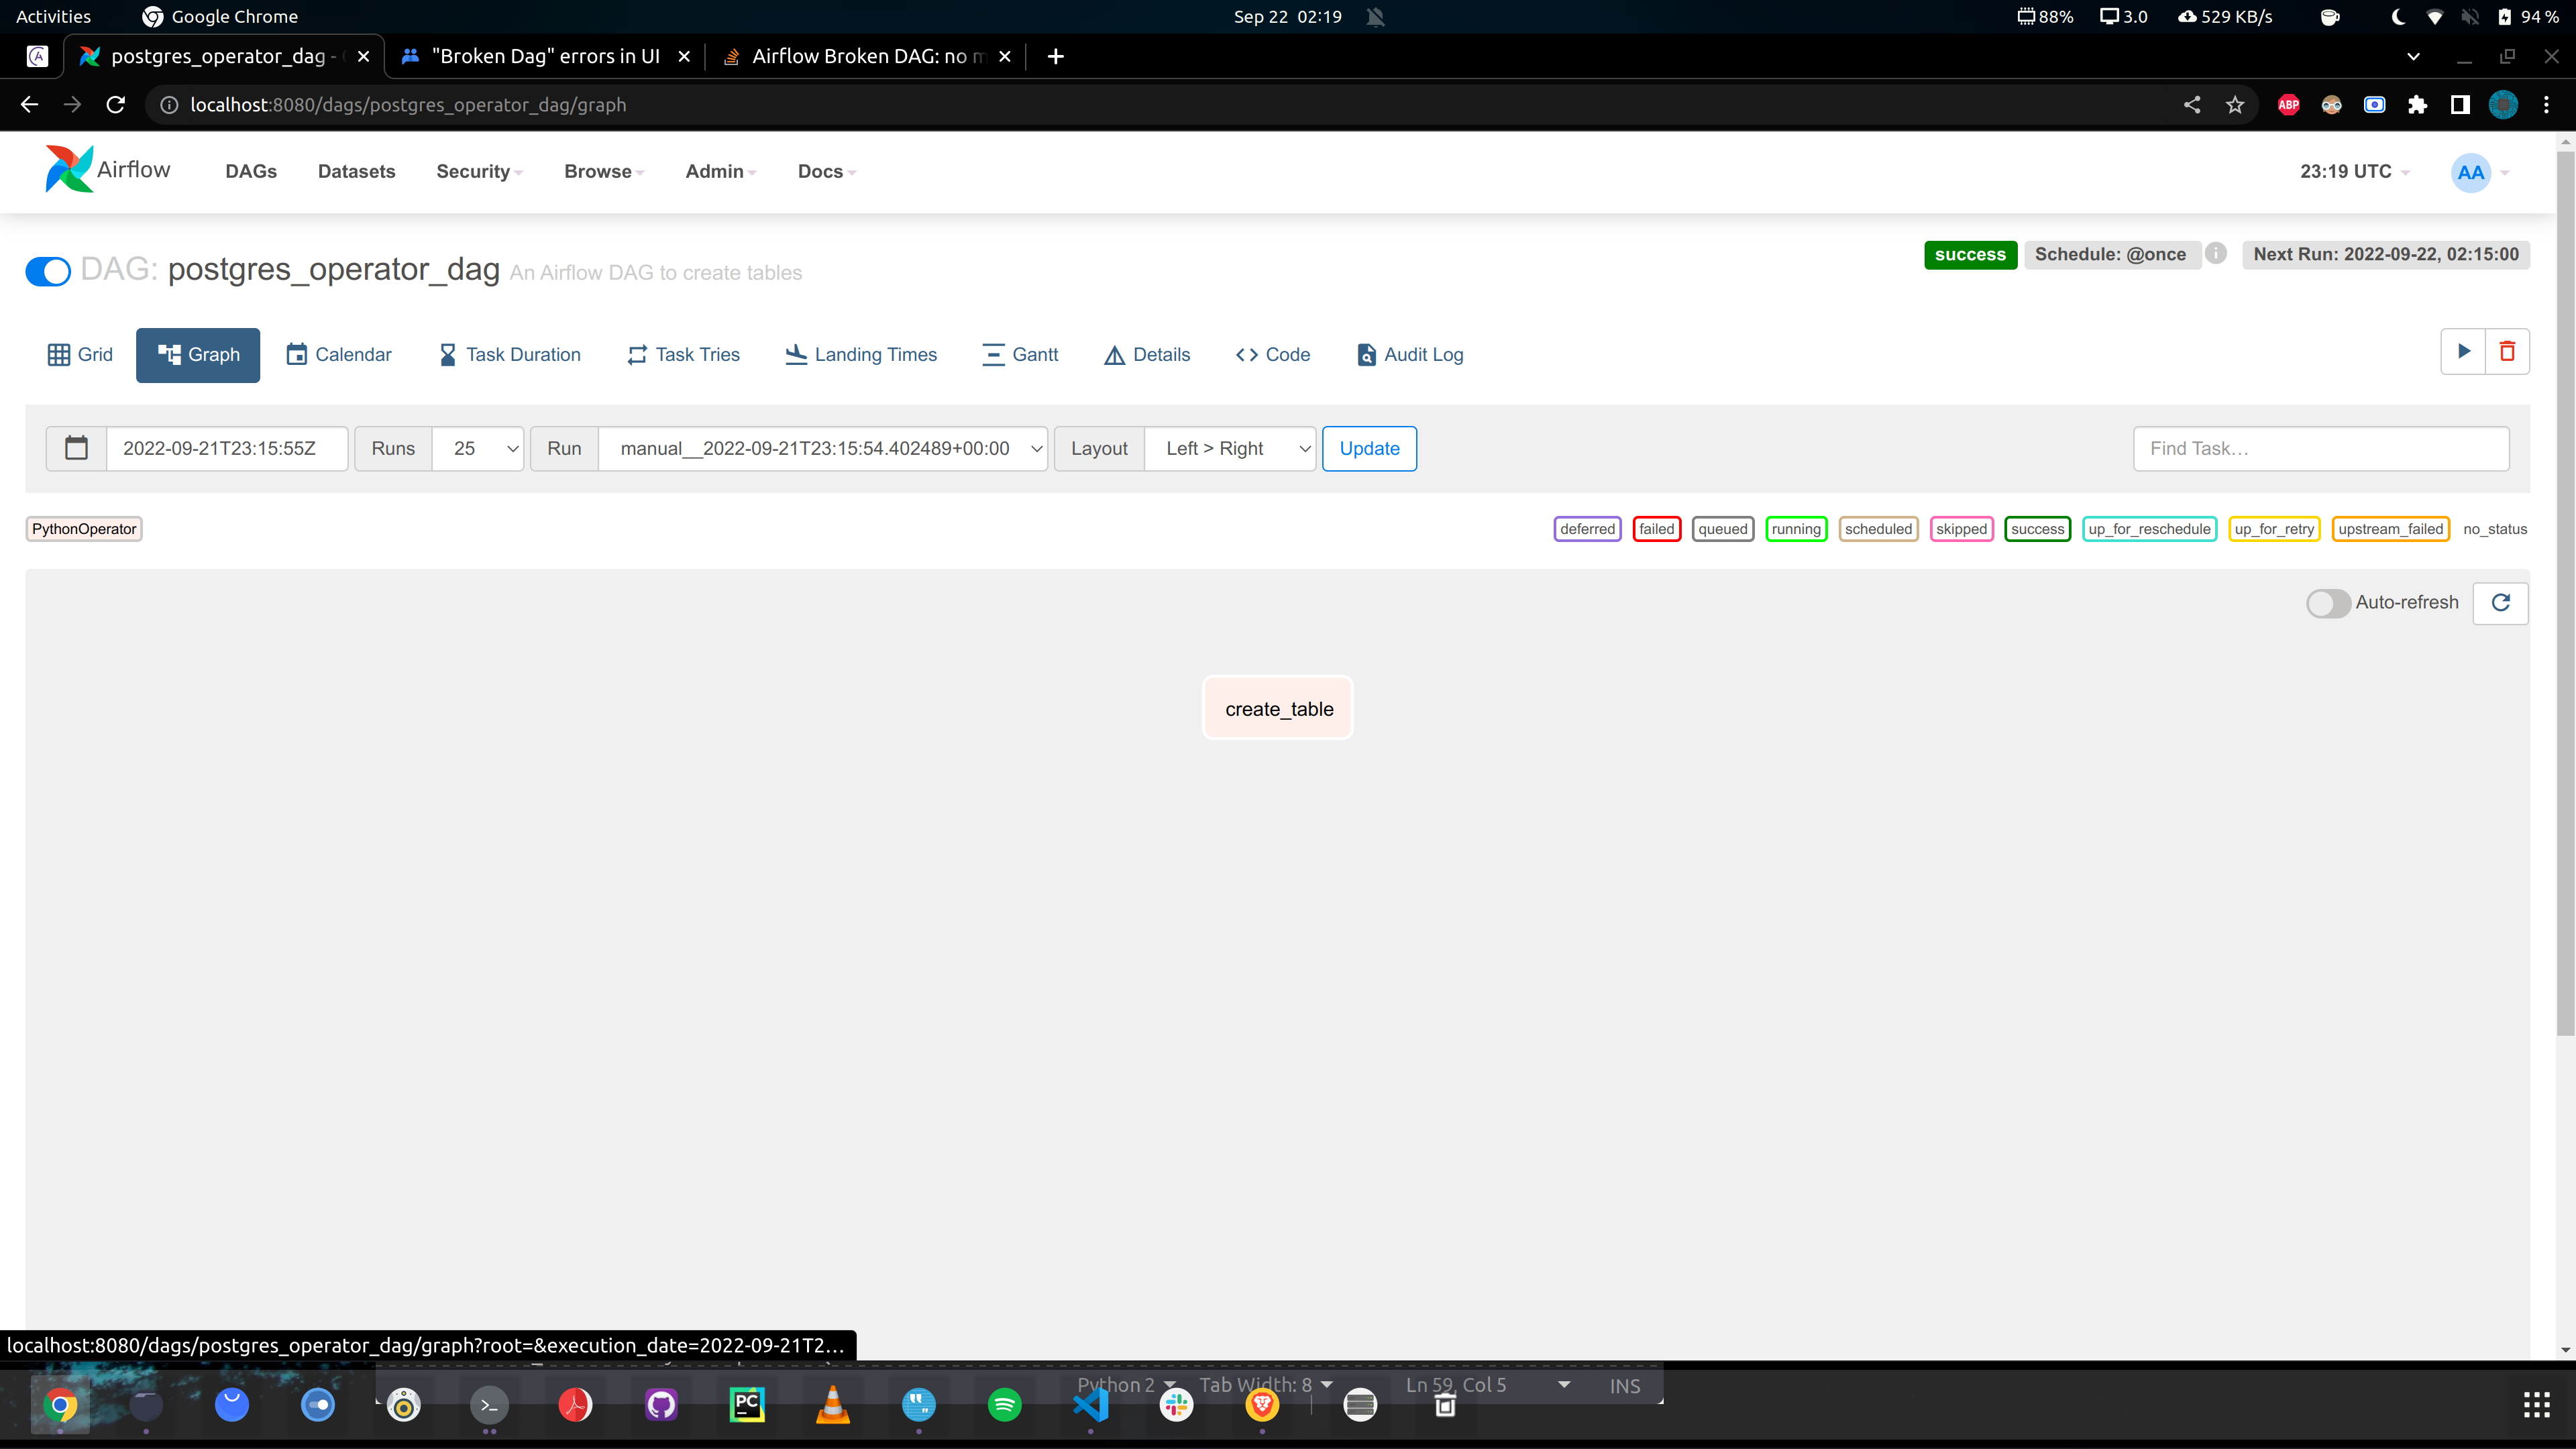 Activities Google Chrome Sep 22 02:19 88% 3.0 529 KB/s 94 %
postgres_operator_dag - "Broken Dag" errors in UI Airflow Broken DAG: no m
localhost:8080/dags/postgres_operator_dag/graph ABP
Airflow DAGs Datasets Security Browse Admin Docs 23:19 UTC AA
DAG: postgres_operator_dag An Airflow DAG to create tables success Schedule: @once Next Run: 2022-09-22, 02:15:00
Grid Graph Calendar Task Duration Task Tries Landing Times Gantt Details Code Audit Log
2022-09-21T23:15:55Z Runs 25 Run manual__2022-09-21T23:15:54.402489+00:00 Layout Left > Right Update Find Task…
PythonOperator deferred failed queued running scheduled skipped success up_for_reschedule up_for_retry upstream_failed no_status
Auto-refresh
create_table
localhost:8080/dags/postgres_operator_dag/graph?root=&execution_date=2022-09-21T2…
Python 2 Tab Width: 8 Ln 59, Col 5 INS
PC